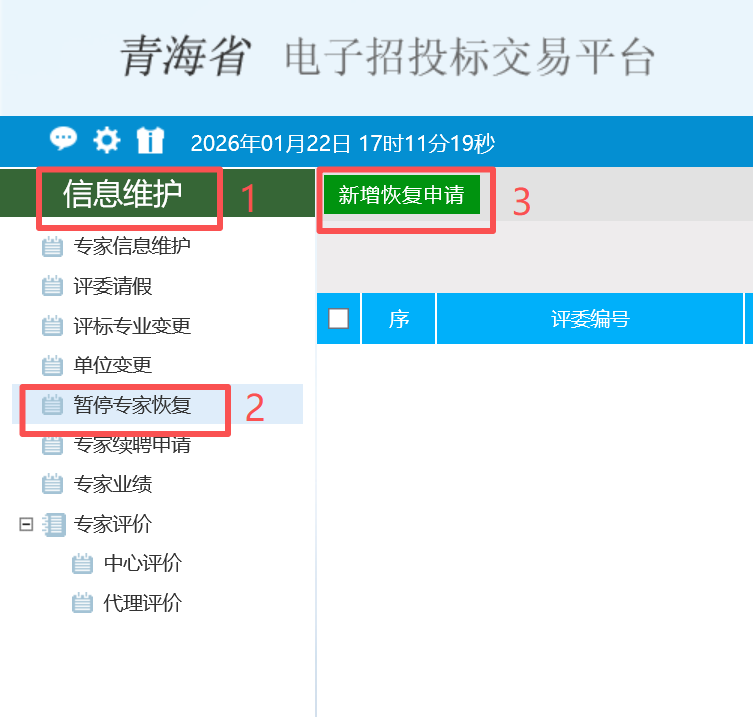 青海省 电子招投标交易平台
2026年01月22日 17时11分19秒
信息维护 1
新增恢复申请 3
专家信息维护
评委请假
评标专业变更
单位变更
暂停专家恢复 2
专家续聘申请
专家业绩
专家评价
中心评价
代理评价
序 评委编号